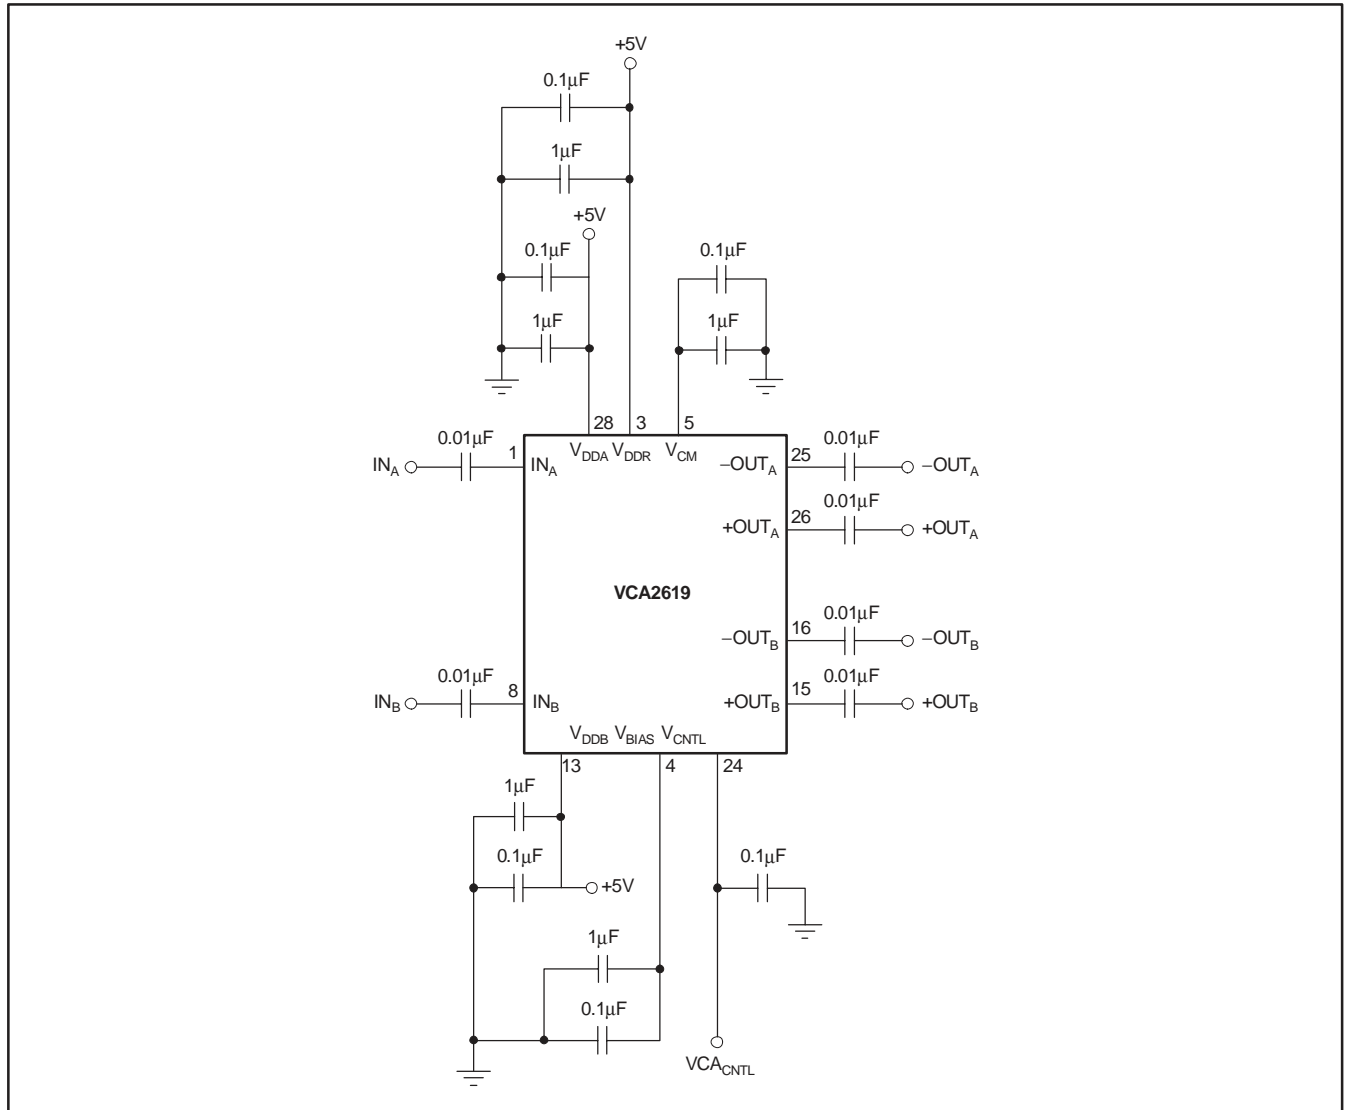 +5V
0.1μF
1μF
+5V
0.1μF
0.1μF
1μF
1μF
28 3 5
0.01μF 0.01μF
IN_A 1 IN_A V_DDA V_DDR V_CM −OUT_A 25 −OUT_A
0.01μF
+OUT_A 26 +OUT_A
VCA2619
0.01μF
−OUT_B 16 −OUT_B
0.01μF 0.01μF
IN_B 8 IN_B +OUT_B 15 +OUT_B
V_DDB V_BIAS V_CNTL
13 4 24
1μF
0.1μF 0.1μF
+5V
1μF
0.1μF
VCA_CNTL